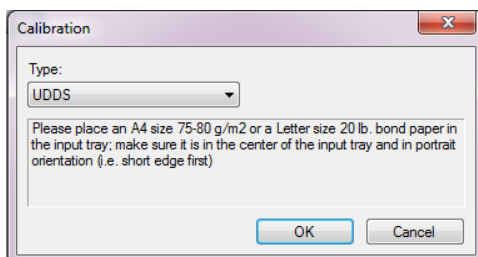 Calibration
Type:
UDDS
Please place an A4 size 75-80 g/m2 or a Letter size 20 lb. bond paper in
the input tray; make sure it is in the center of the input tray and in portrait
orientation (i.e. short edge first)
OK
Cancel